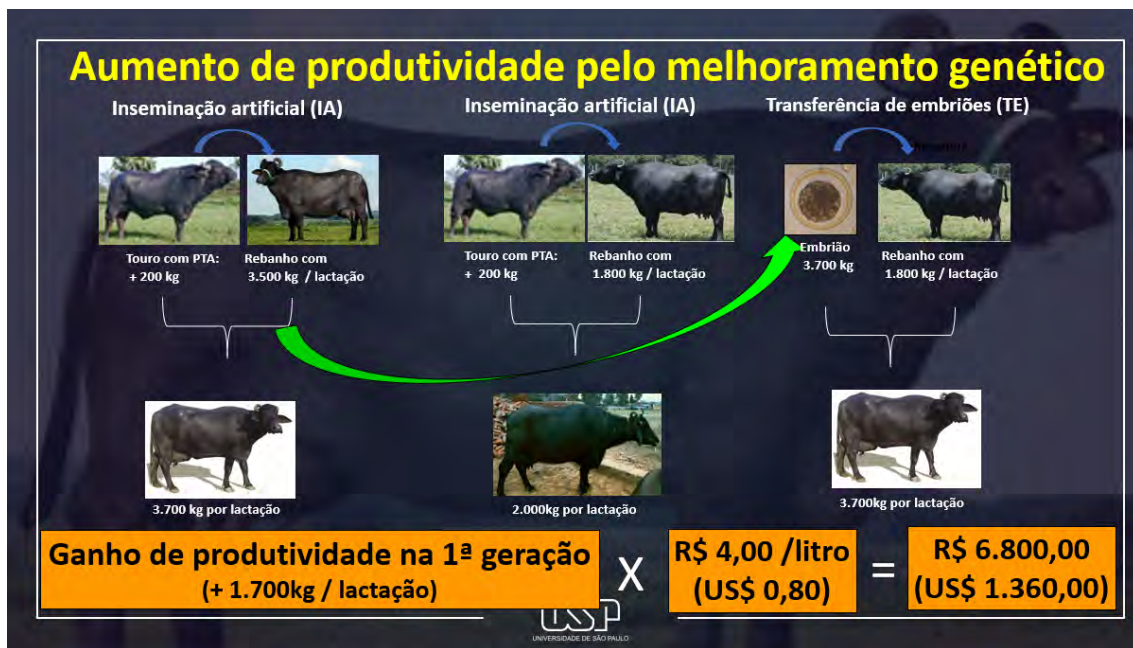 Aumento de produtividade pelo melhoramento genético
Inseminação artificial (IA)
Touro com PTA:
+ 200 kg
Rebanho com
3.500 kg / lactação
3.700 kg por lactação
Inseminação artificial (IA)
Touro com PTA:
+ 200 kg
Rebanho com
1.800 kg / lactação
2.000kg por lactação
Transferência de embriões (TE)
Embrião
3.700 kg
Rebanho com
1.800 kg / lactação
3.700kg por lactação
Ganho de produtividade na 1ª geração
(+ 1.700kg / lactação)
X
R$ 4,00 /litro
(US$ 0,80)
=
R$ 6.800,00
(US$ 1.360,00)
USP
UNIVERSIDADE DE SÃO PAULO